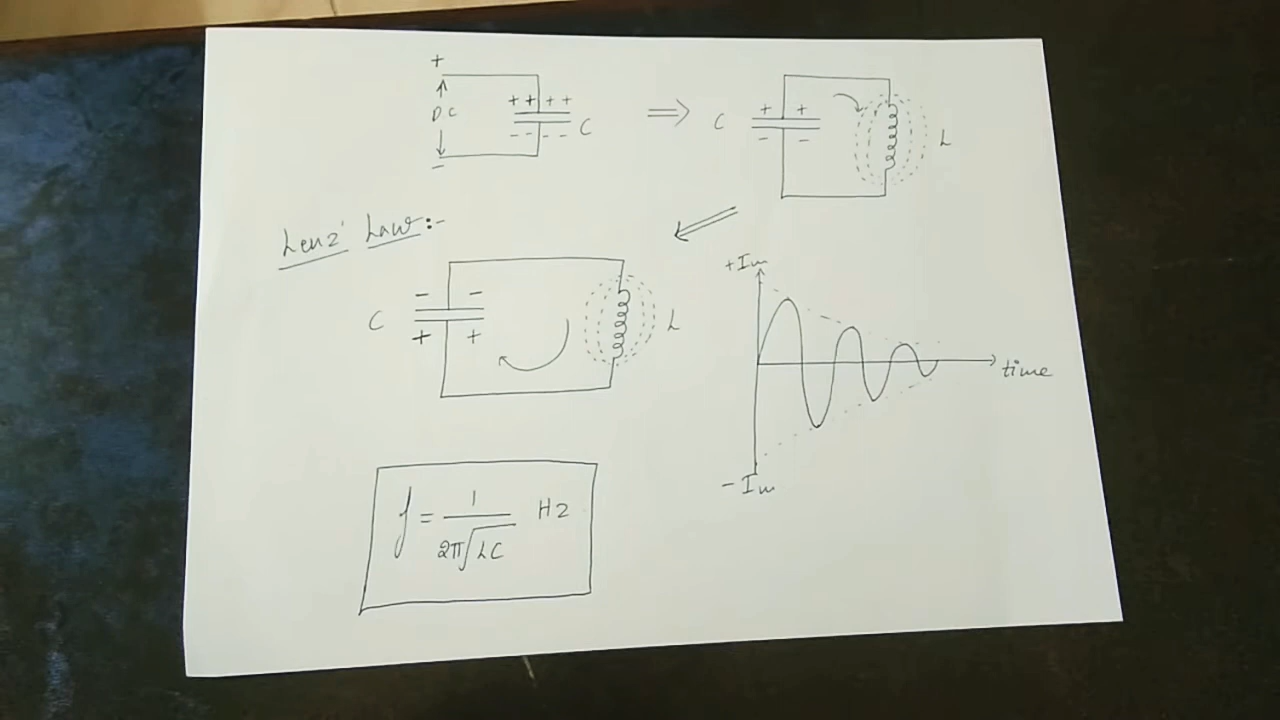 +
DC
-
+ + + +
- - - -
C
⇒
C
+ +
- -
L
Lenz' Law:-
C
- -
+ +
L
+Im
time
-Im
f = 1/2π√LC Hz